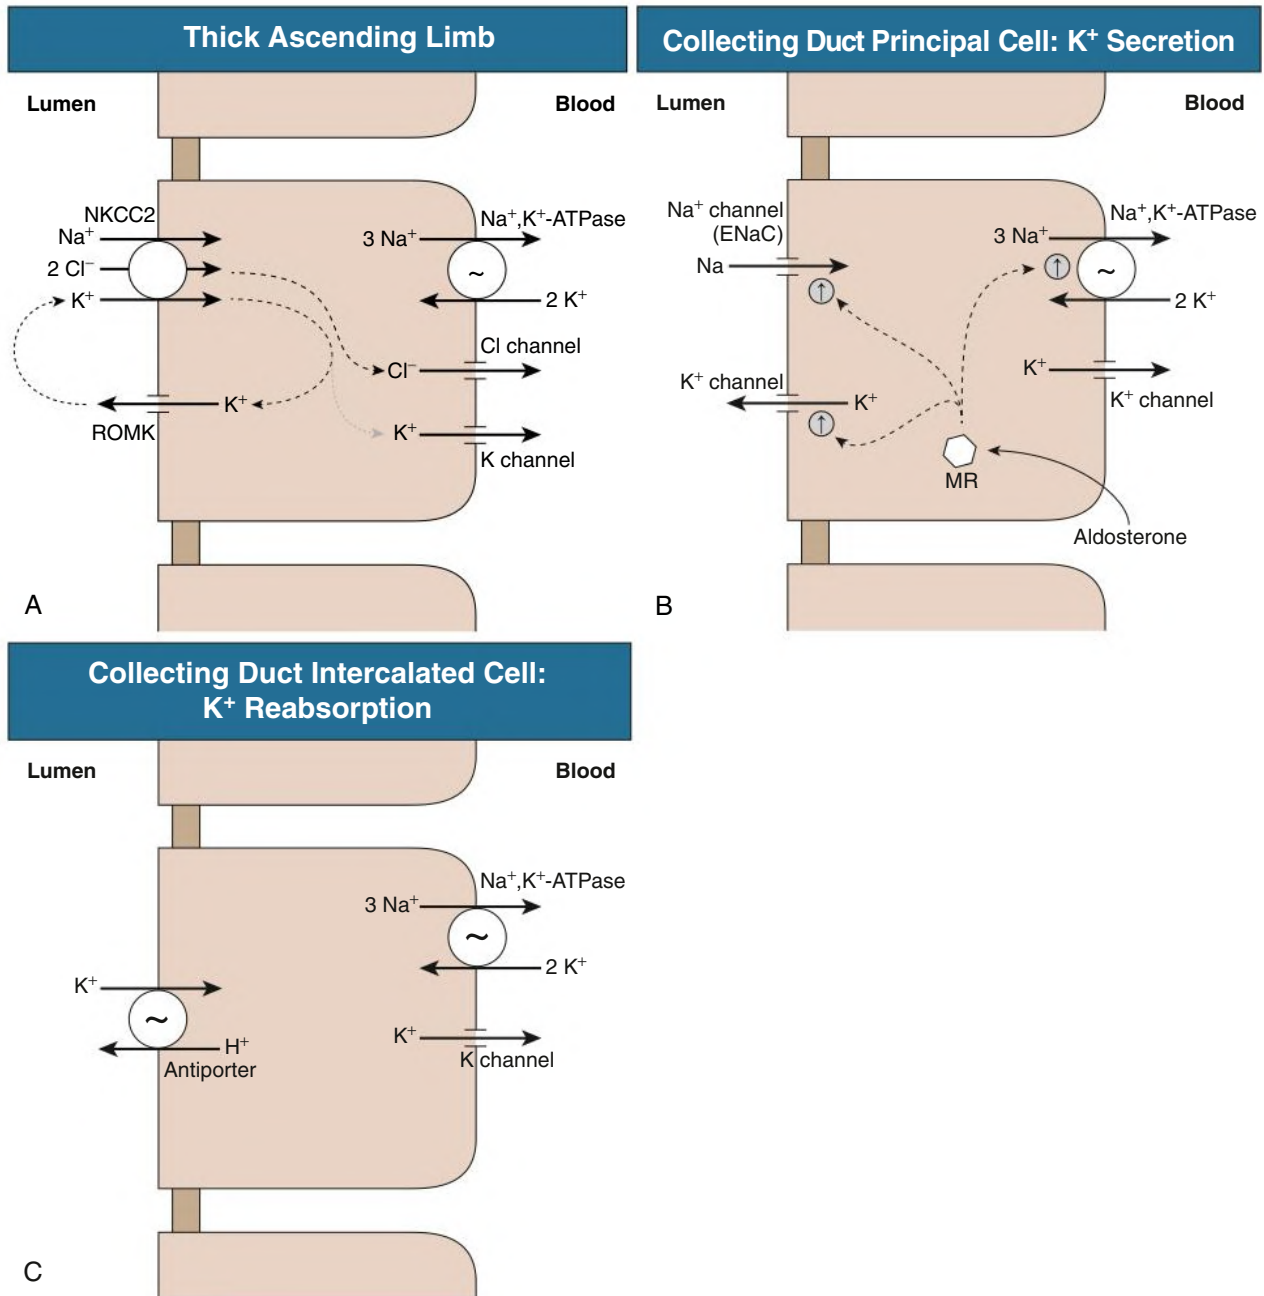 Thick Ascending Limb
Lumen
Blood
NKCC2
Na⁺
2 Cl⁻
K⁺
ROMK
K⁺
3 Na⁺
Na⁺,K⁺-ATPase
~
2 K⁺
Cl channel
Cl⁻
K⁺
K channel
A
Collecting Duct Principal Cell: K⁺ Secretion
Lumen
Blood
Na⁺ channel
(ENaC)
Na
↑
K⁺ channel
K⁺
↑
Na⁺,K⁺-ATPase
3 Na⁺
↑
~
2 K⁺
K⁺
K⁺ channel
MR
Aldosterone
B
Collecting Duct Intercalated Cell:
K⁺ Reabsorption
Lumen
Blood
Na⁺,K⁺-ATPase
3 Na⁺
~
2 K⁺
K⁺
~
H⁺
Antiporter
K⁺
K channel
C